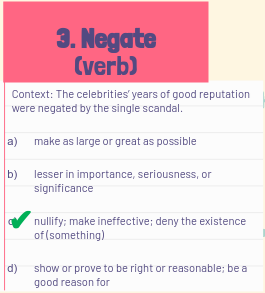 3. Negate
(verb)
Context: The celebrities' years of good reputation
were negated by the single scandal.
a) make as large or great as possible
b) lesser in importance, seriousness, or
significance
nullify; make ineffective; deny the existence
of (something)
d) show or prove to be right or reasonable; be a
good reason for